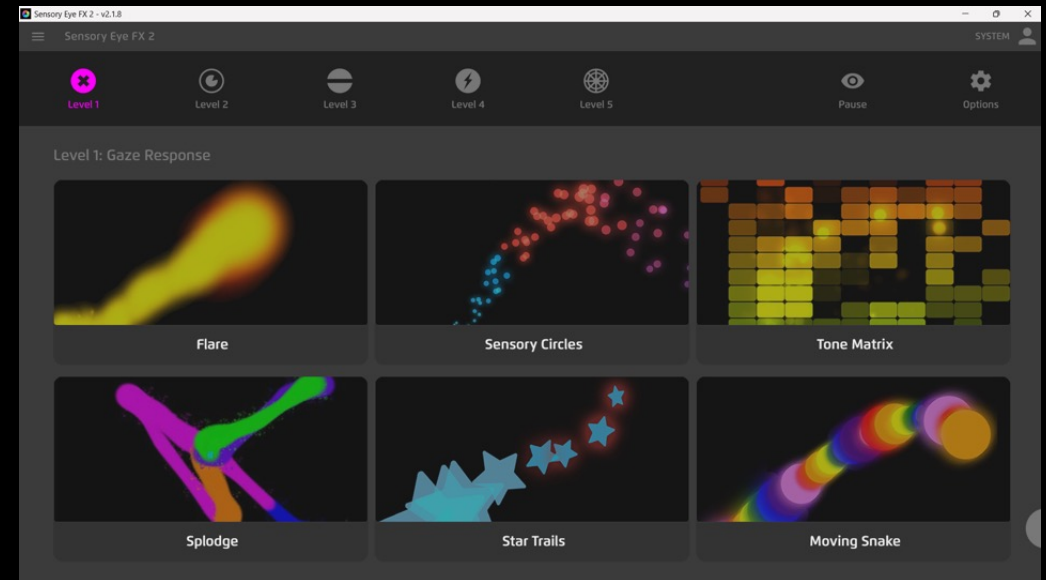 Sensory Eye FX 2 - v2.1.8
Sensory Eye FX 2 SYSTEM
Level 1 Level 2 Level 3 Level 4 Level 5 Pause Options
Level 1: Gaze Response
Flare Sensory Circles Tone Matrix
Splodge Star Trails Moving Snake